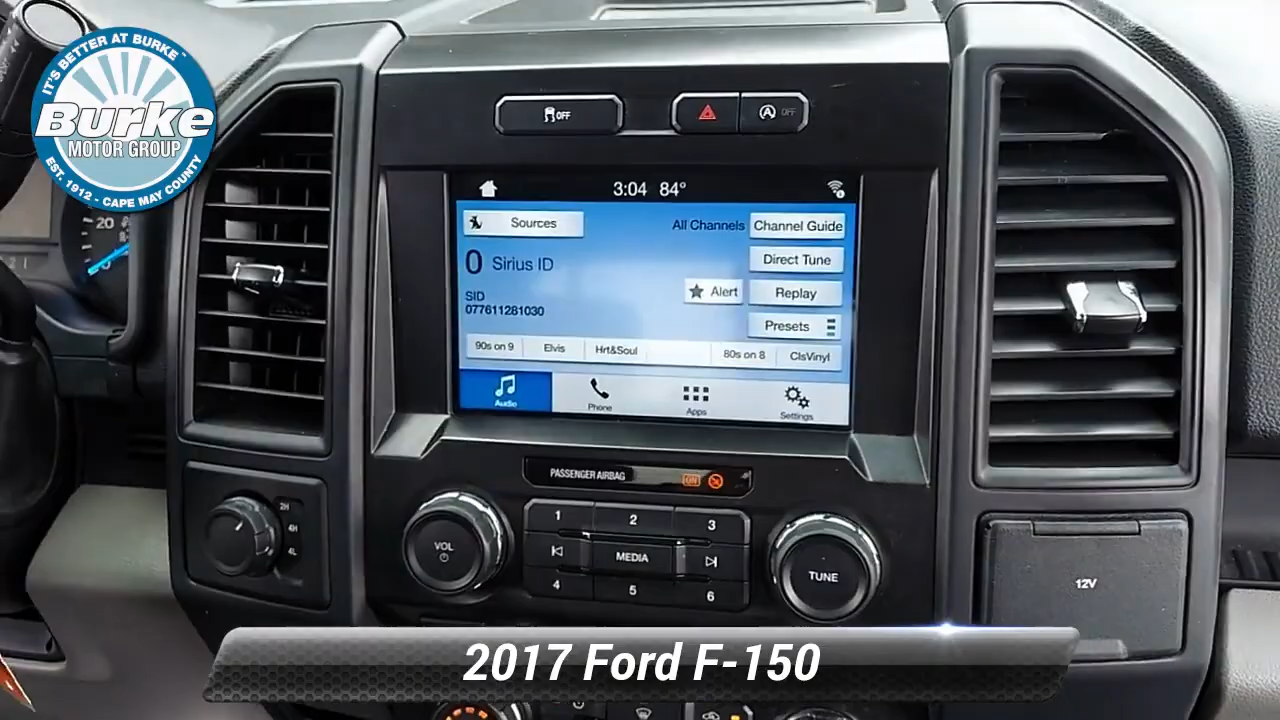 IT'S BETTER AT BURKE
Burke
MOTOR GROUP
EST. 1912 - CAPE MAY COUNTY
20
OFF
OFF
3:04 84°
Sources
All Channels
Channel Guide
0 Sirius ID
Direct Tune
SID
077611281030
Alert
Replay
Presets
90s on 9
Elvis
Hrt&Soul
80s on 8
ClsVinyl
Audio
Phone
Apps
Settings
PASSENGER AIRBAG
ON
2H
4H
4L
VOL
1
2
3
MEDIA
4
5
6
TUNE
12V
2017 Ford F-150